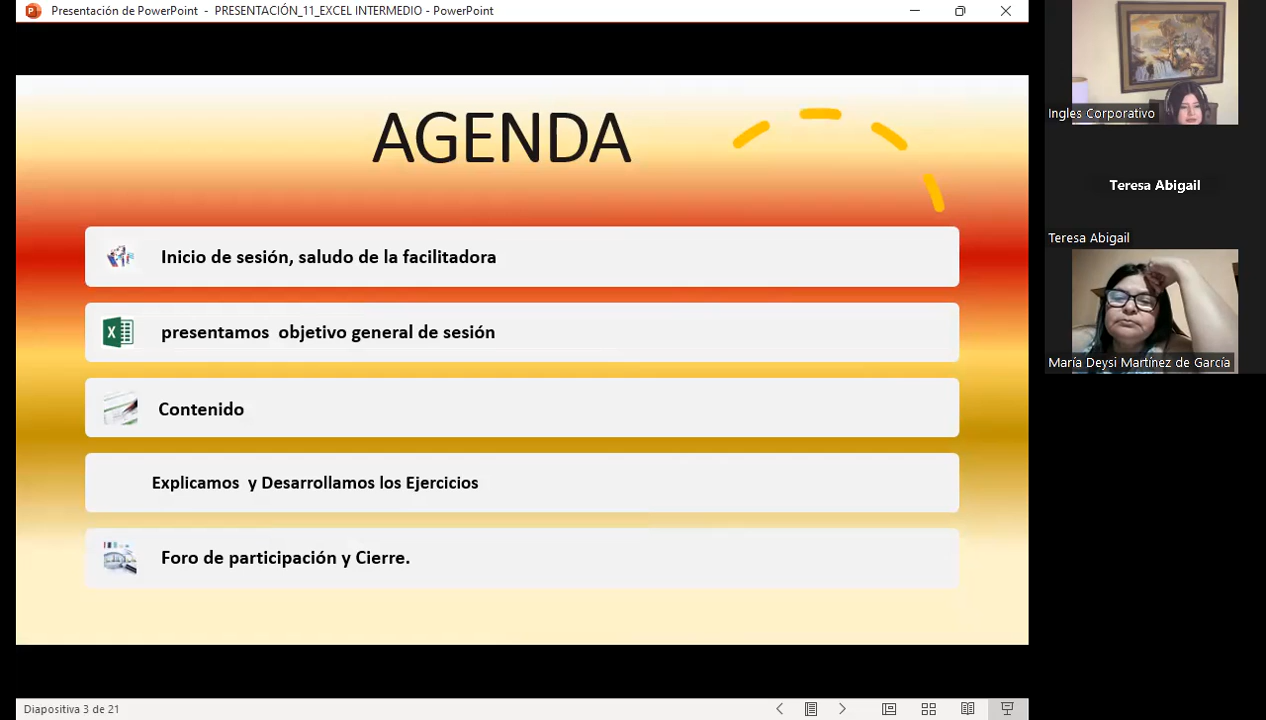 Presentación de PowerPoint - PRESENTACIÓN_11_EXCEL INTERMEDIO - PowerPoint
AGENDA
Inicio de sesión, saludo de la facilitadora
presentamos objetivo general de sesión
Contenido
Explicamos y Desarrollamos los Ejercicios
Foro de participación y Cierre.
Diapositiva 3 de 21
Ingles Corporativo
Teresa Abigail
Teresa Abigail
María Deysi Martínez de García